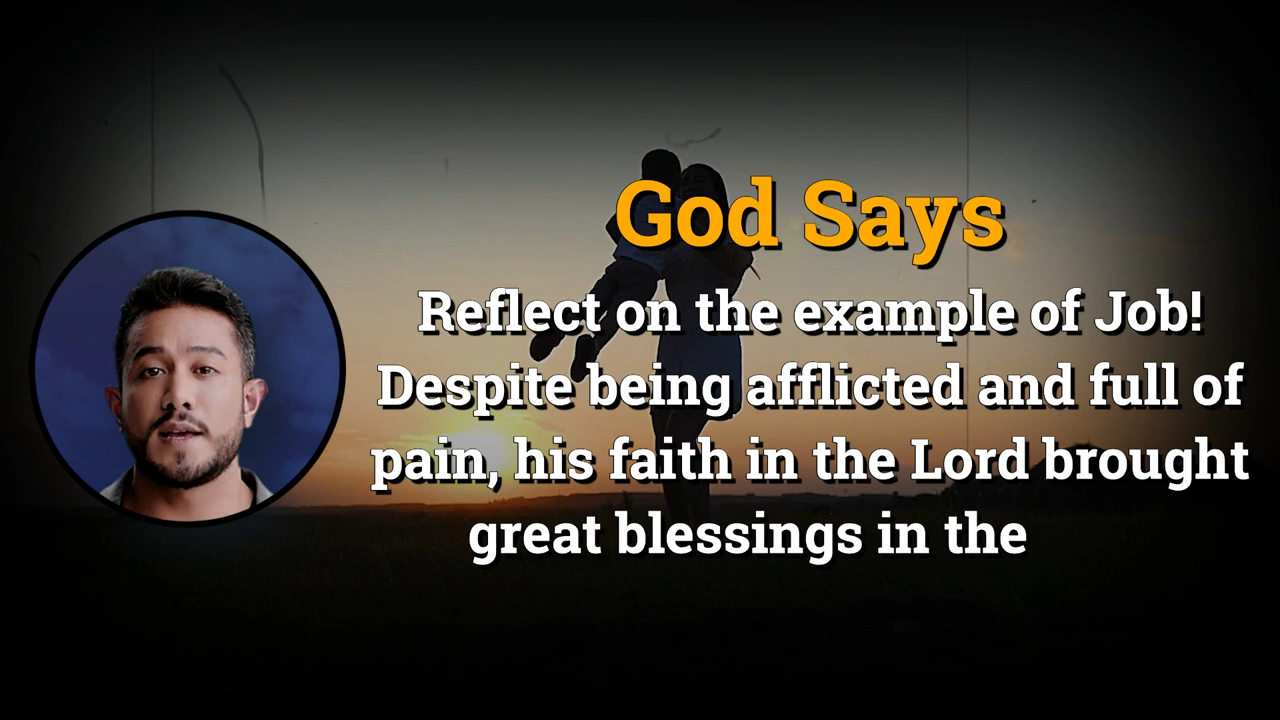 God Says
Reflect on the example of Job!
Despite being afflicted and full of
pain, his faith in the Lord brought
great blessings in the